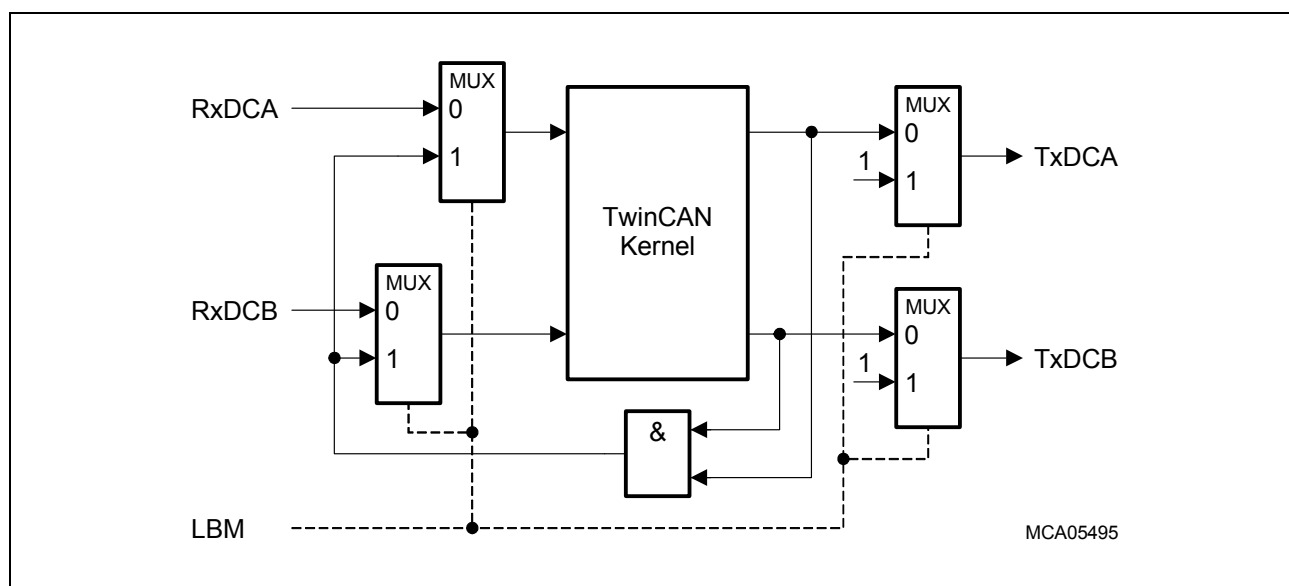 MUX
RxDCA
0
1
TwinCAN
Kernel
MUX
0
1
1
TxDCA
MUX
RxDCB
0
1
MUX
0
1
1
TxDCB
&
LBM
MCA05495